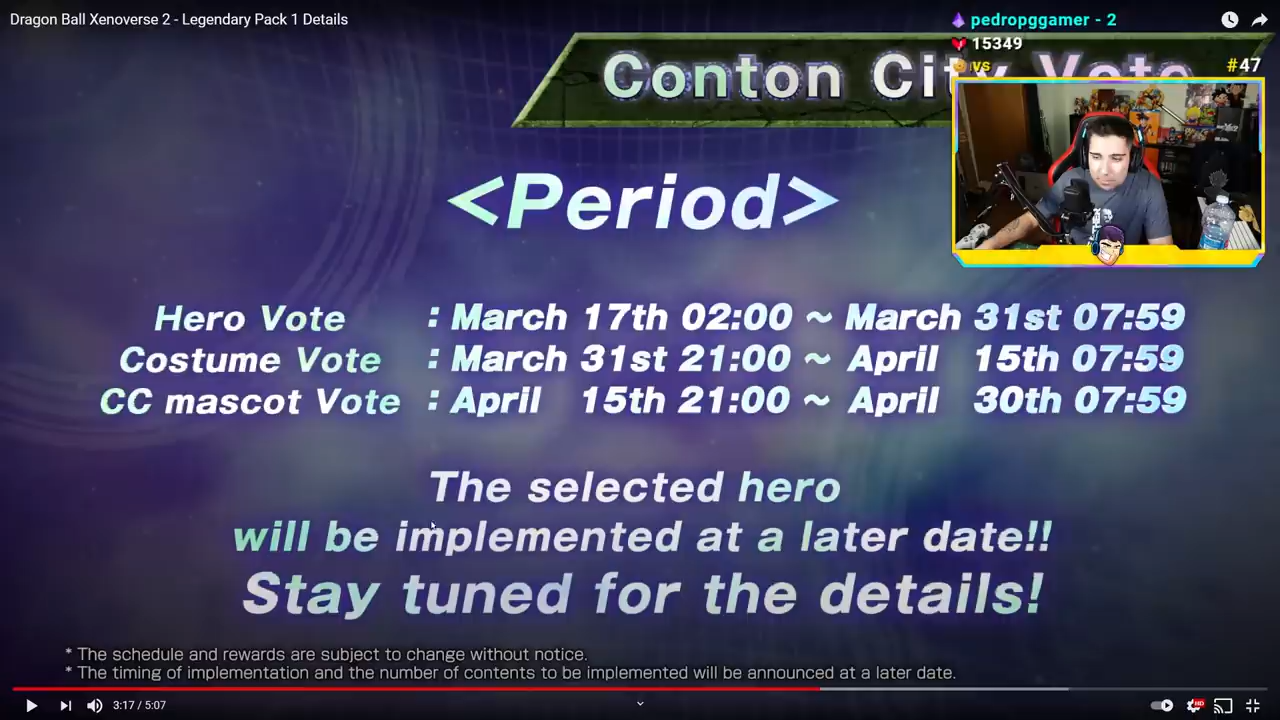 Dragon Ball Xenoverse 2 - Legendary Pack 1 Details
pedropggamer - 2
15349
vs
#47
Conton City Vote
<Period>
Hero Vote : March 17th 02:00 ~ March 31st 07:59
Costume Vote : March 31st 21:00 ~ April 15th 07:59
CC mascot Vote : April 15th 21:00 ~ April 30th 07:59
The selected hero
will be implemented at a later date!!
Stay tuned for the details!
* The schedule and rewards are subject to change without notice.
* The timing of implementation and the number of contents to be implemented will be announced at a later date.
3:17 / 5:07
HD